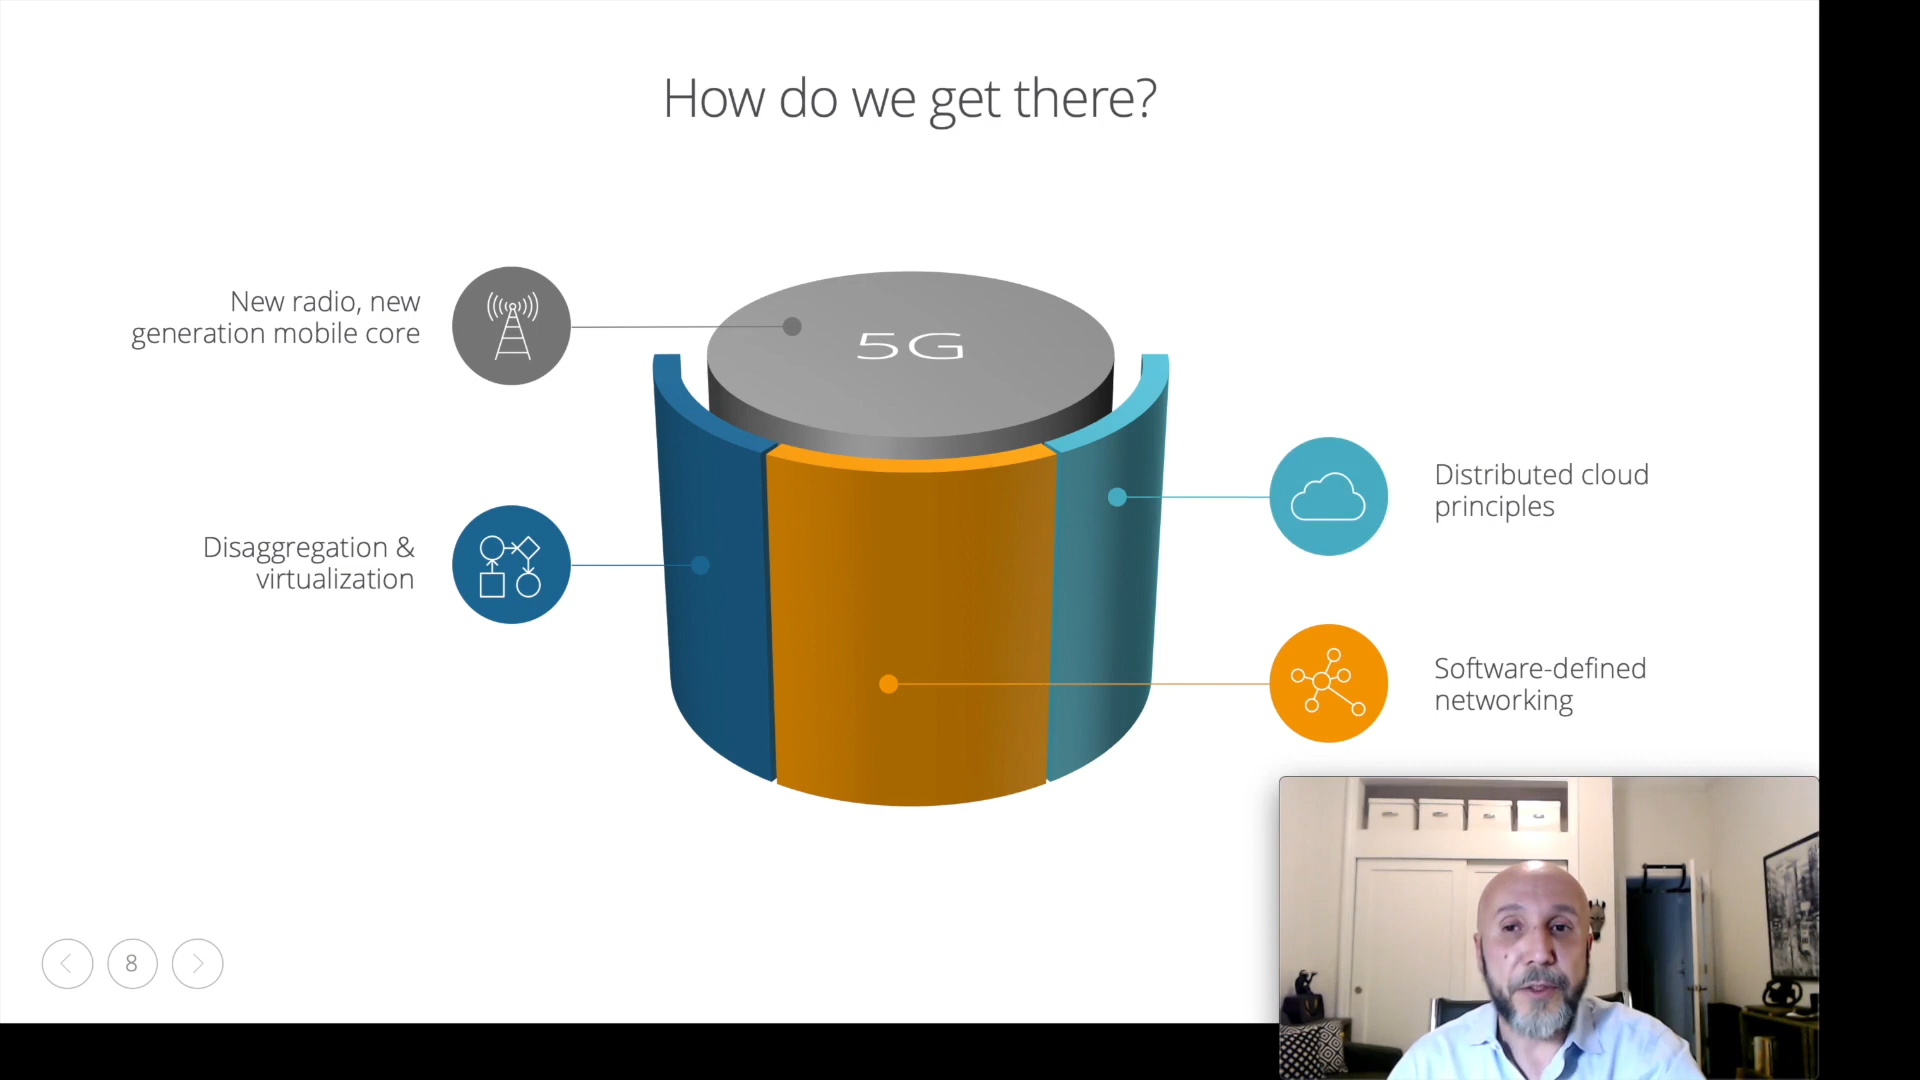 How do we get there?
New radio, new
generation mobile core
5G
Disaggregation &
virtualization
Distributed cloud
principles
Software-defined
networking
8